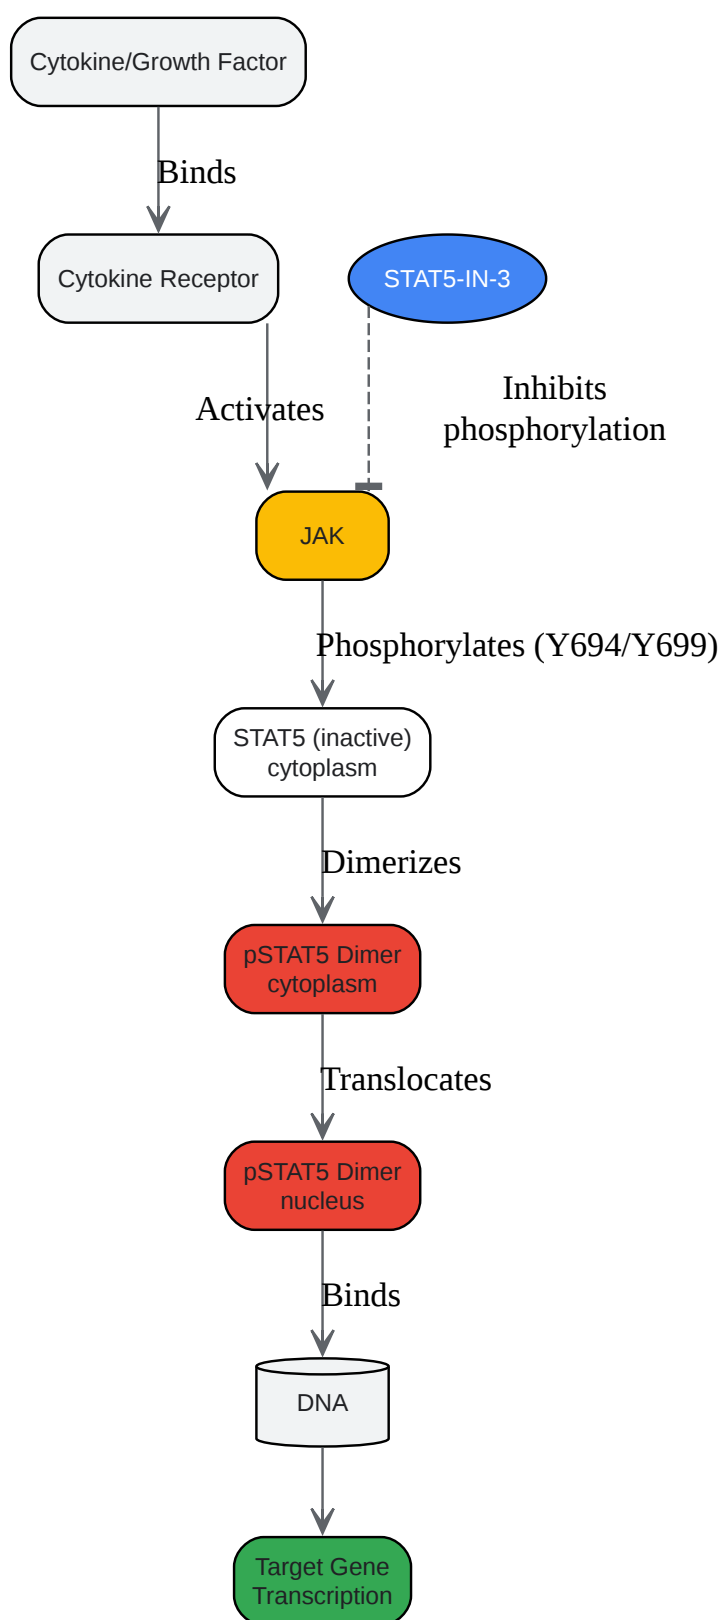 Cytokine/Growth Factor
Binds
Cytokine Receptor
STAT5-IN-3
Activates
Inhibits
phosphorylation
JAK
Phosphorylates (Y694/Y699)
STAT5 (inactive)
cytoplasm
Dimerizes
pSTAT5 Dimer
cytoplasm
Translocates
pSTAT5 Dimer
nucleus
Binds
DNA
Target Gene
Transcription